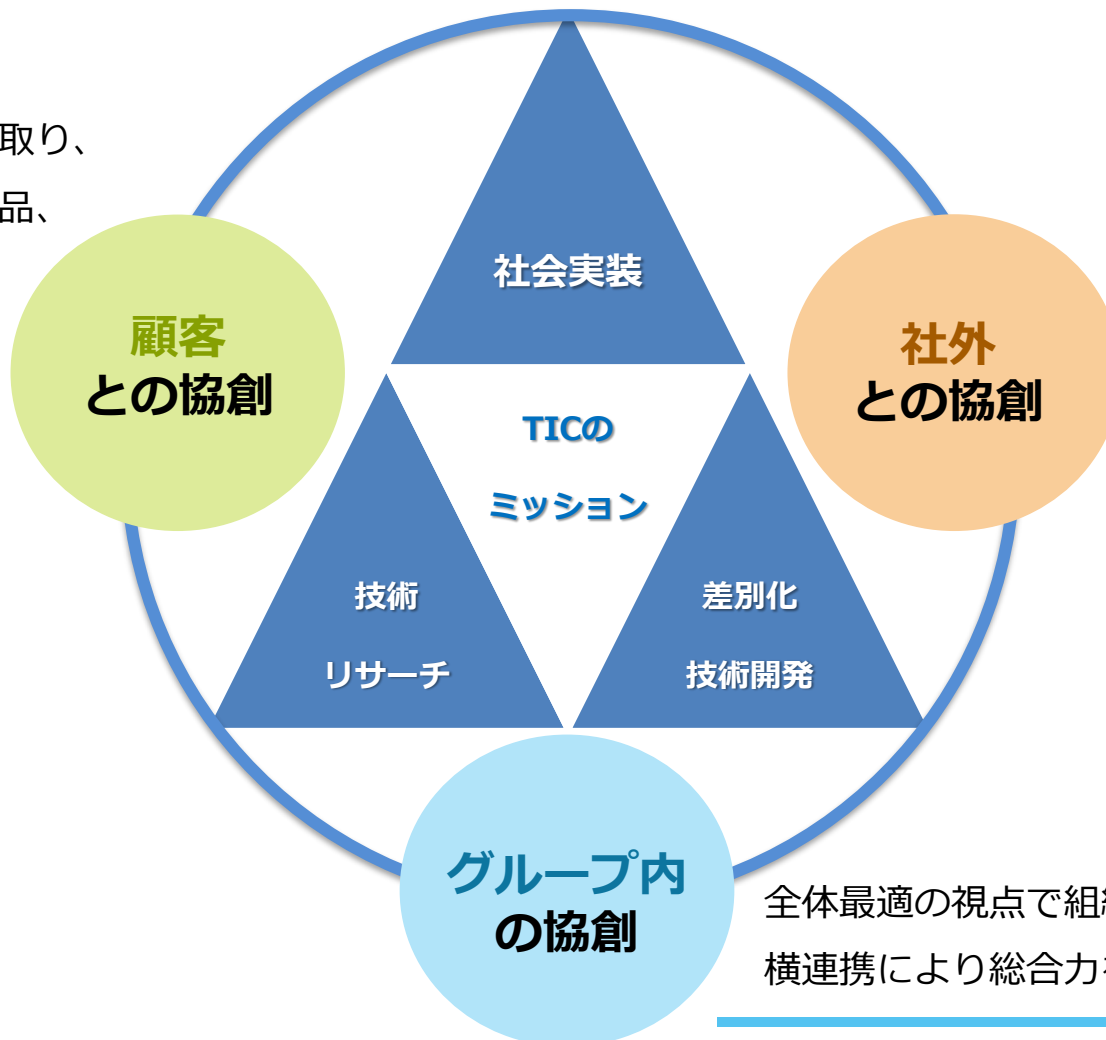 取り、
品、
社会実装
顧客
との協創
社外
との協創
TICの
ミッション
技術
リサーチ
差別化
技術開発
グループ内
の協創
全体最適の視点で組
横連携により総合力